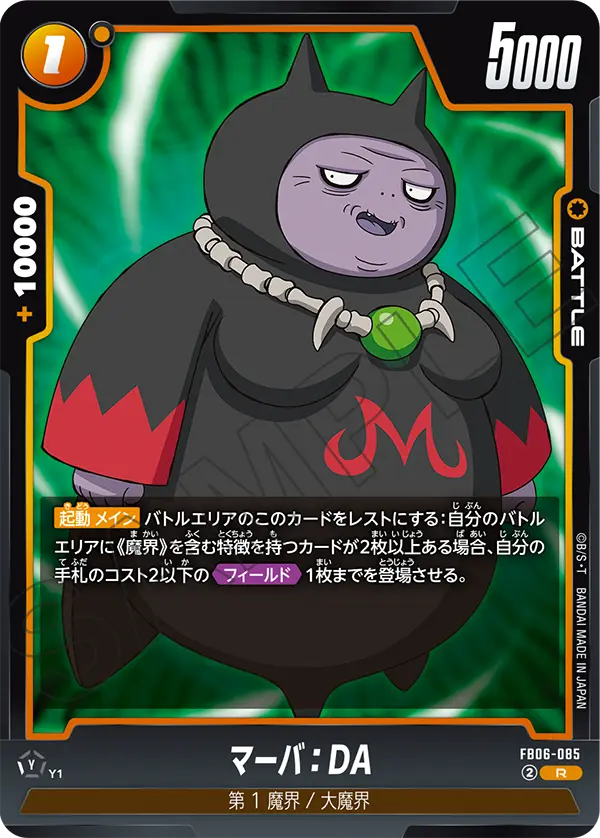 1
5000
+10000
BATTLE
起動 メイン バトルエリアのこのカードをレストにする：自分のバトル
エリアに《魔界》を含む特徴を持つカードが2枚以上ある場合、自分の
手札のコスト2以下の フィールド 1枚までを登場させる。
SAMPLE
©B/S・T BANDAI MADE IN JAPAN
マーバ：DA
FB06-085
Y Y1
② R
第1魔界 / 大魔界